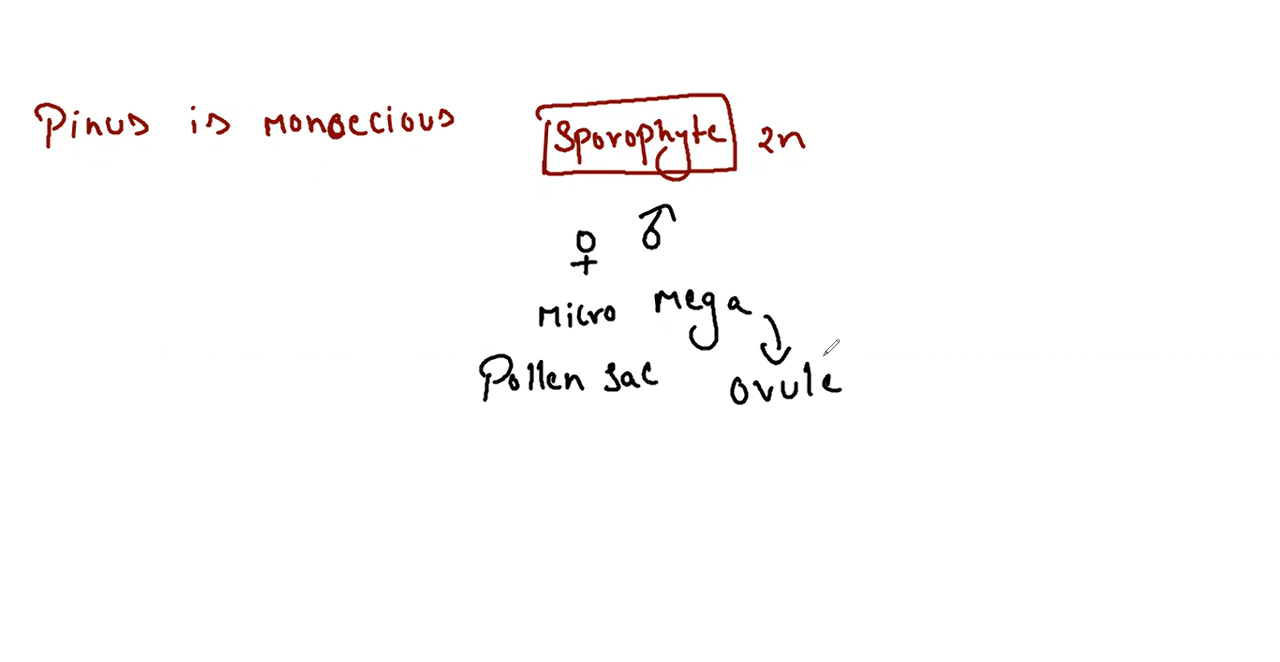 Pinus is monoecious
Sporophyte 2n
♀ ♂
Micro Mega
Pollen sac
Ovule